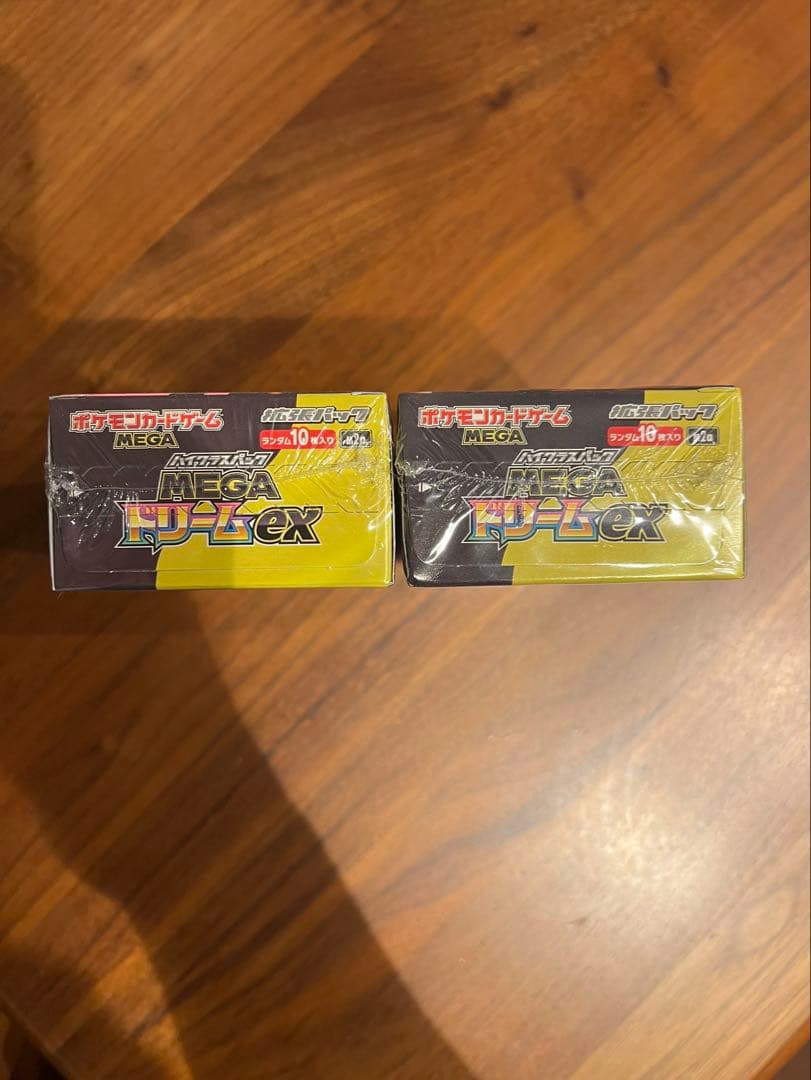 ポケモンカードゲーム
MEGA
拡張パック
ランダム10枚入り
ハイクラスパック
MEGA
ドリームex
ポケモンカードゲーム
MEGA
拡張パック
ランダム10枚入り
ハイクラスパック
MEGA
ドリームex